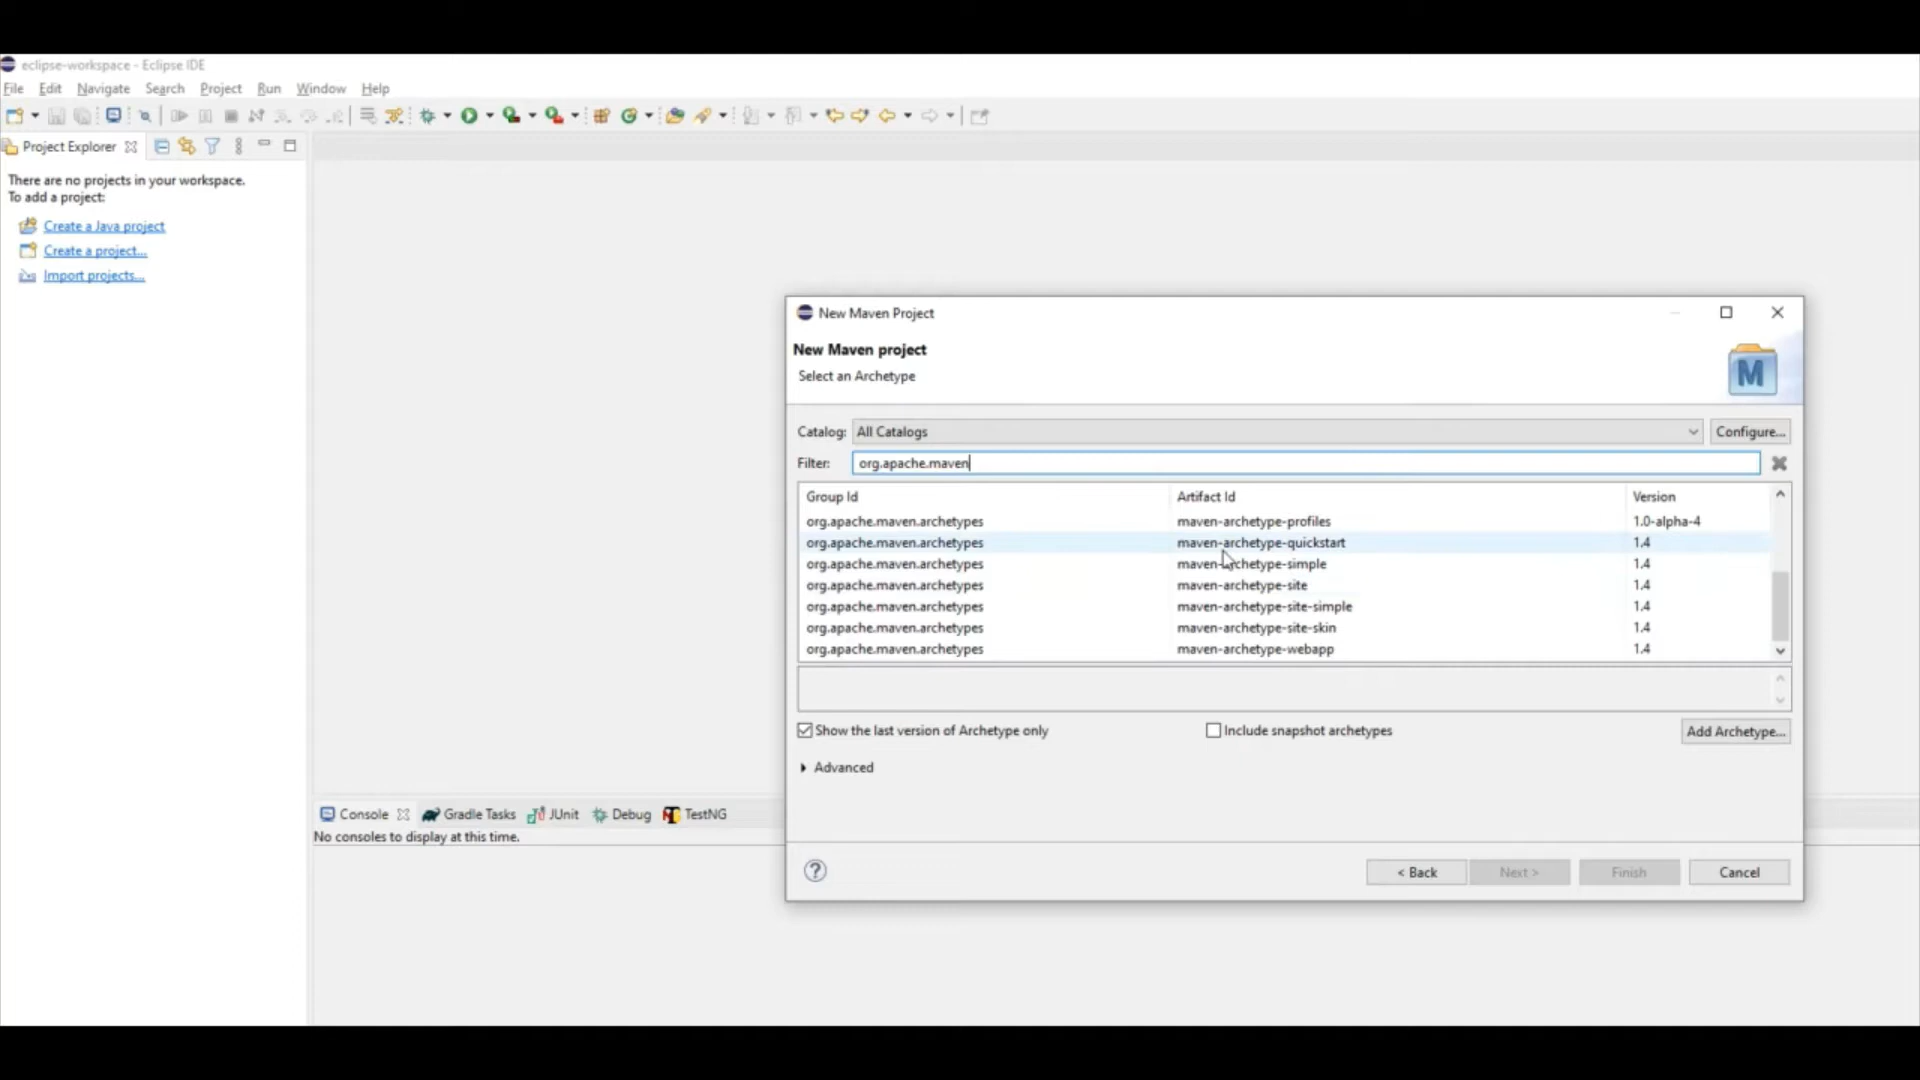 eclipse-workspace - Eclipse IDE
File Edit Navigate Search Project Run Window Help
Project Explorer
There are no projects in your workspace.
To add a project:
Create a Java project
Create a project...
Import projects...
New Maven Project
New Maven project
Select an Archetype
M
Catalog: All Catalogs Configure...
Filter: org.apache.maven
Group Id Artifact Id Version
org.apache.maven.archetypes maven-archetype-profiles 1.0-alpha-4
org.apache.maven.archetypes maven-archetype-quickstart 1.4
org.apache.maven.archetypes maven-archetype-simple 1.4
org.apache.maven.archetypes maven-archetype-site 1.4
org.apache.maven.archetypes maven-archetype-site-simple 1.4
org.apache.maven.archetypes maven-archetype-site-skin 1.4
org.apache.maven.archetypes maven-archetype-webapp 1.4
Show the last version of Archetype only Include snapshot archetypes Add Archetype...
Advanced
Console Gradle Tasks JUnit Debug TestNG
No consoles to display at this time.
? < Back Next > Finish Cancel